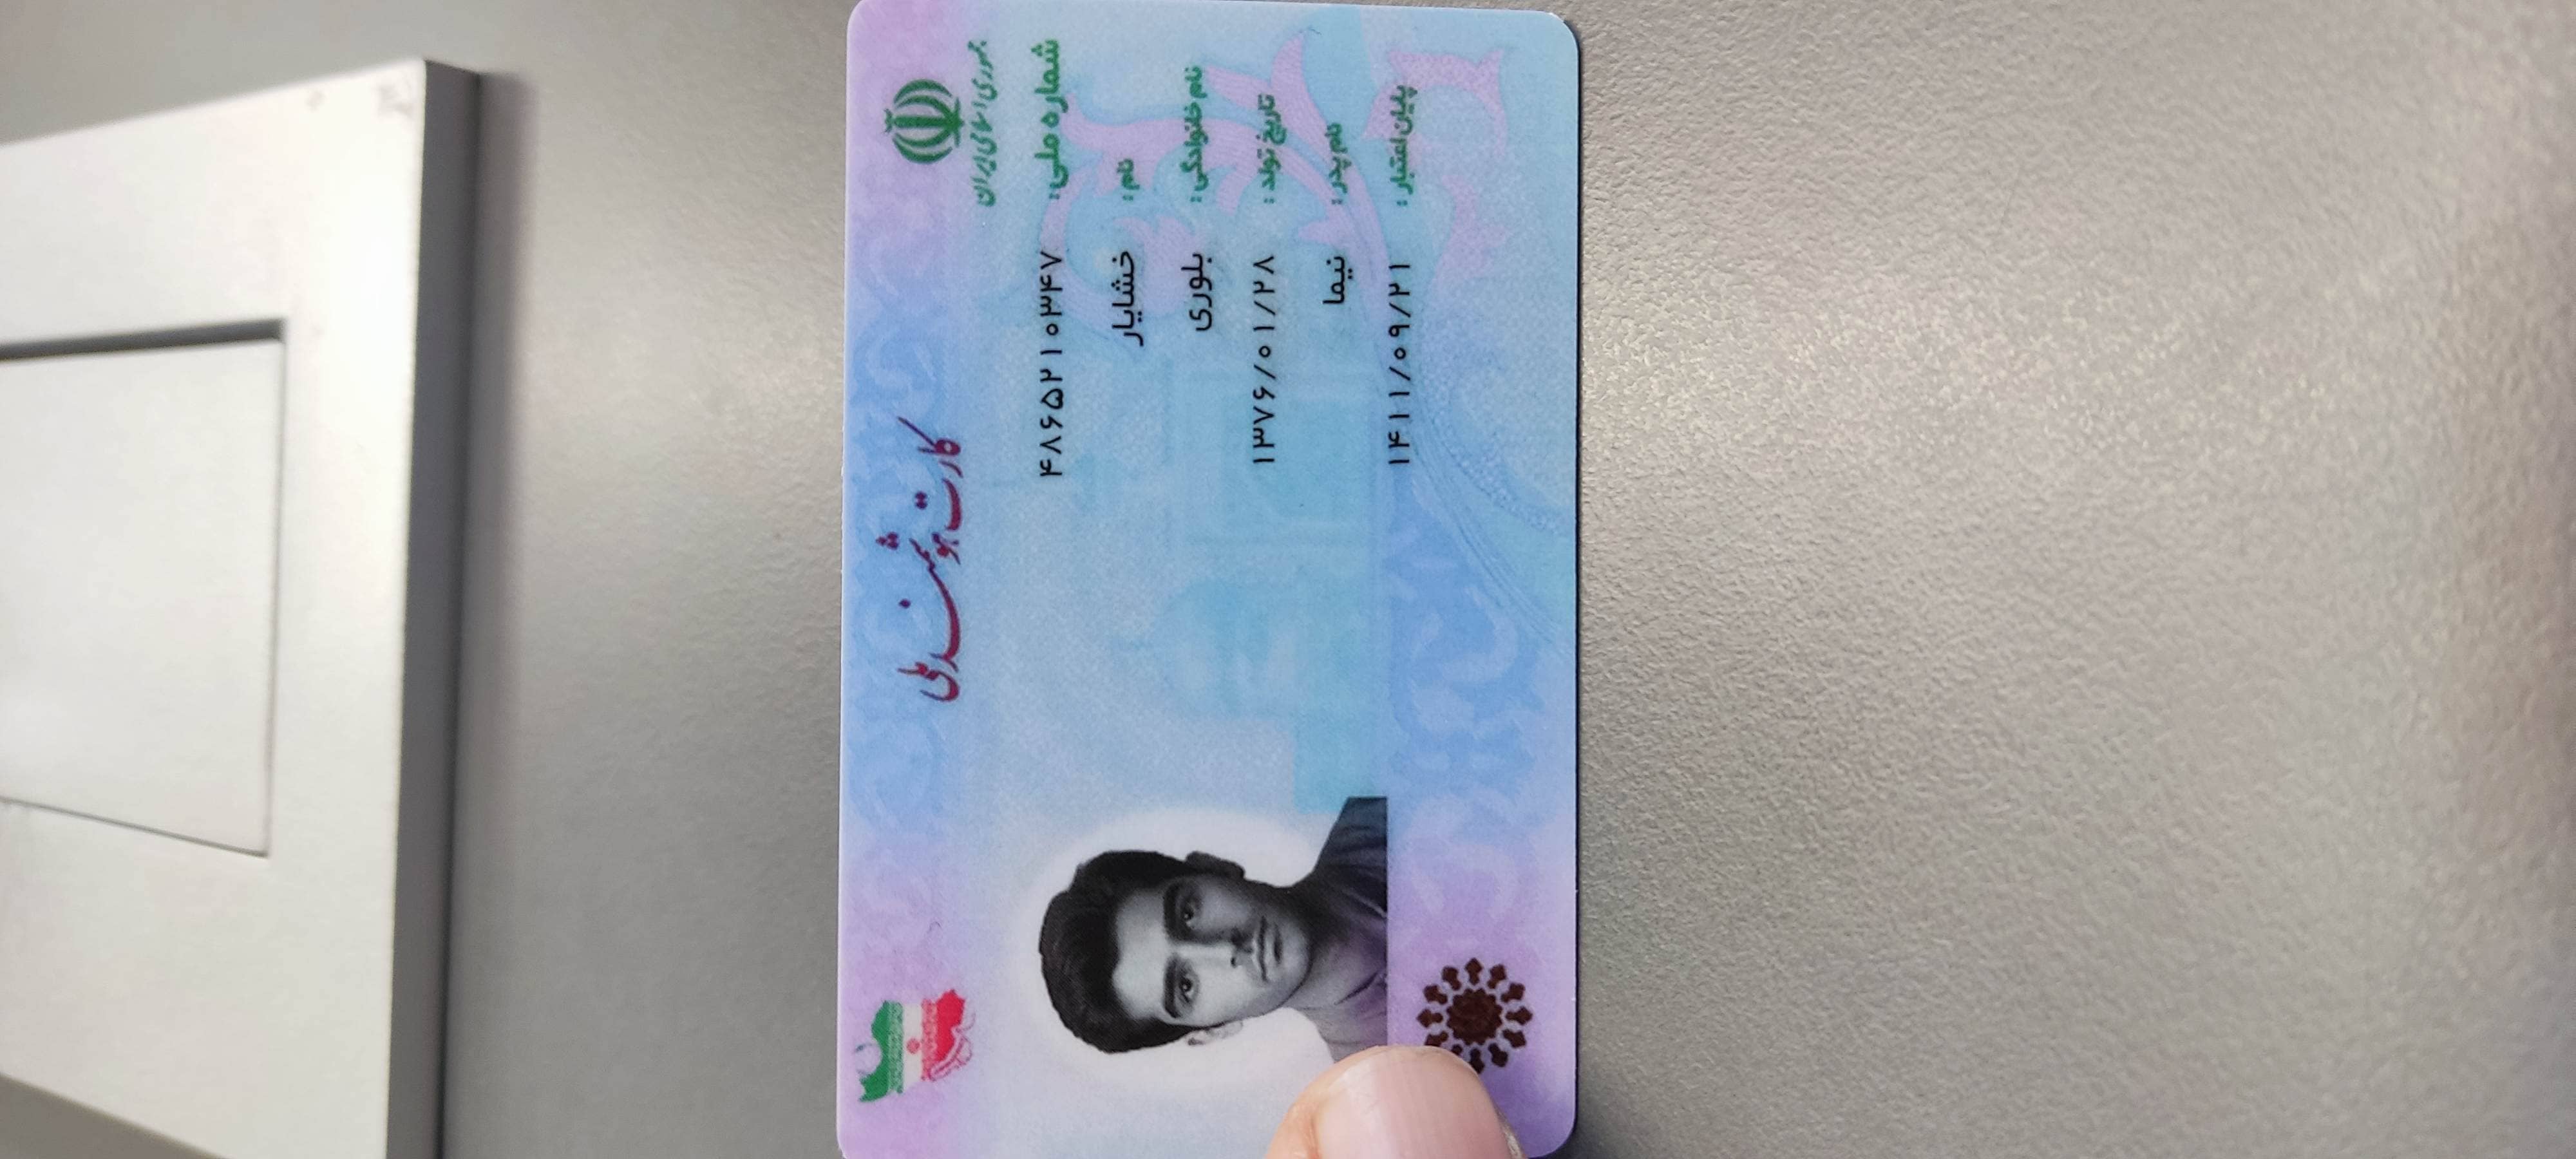 جمهوری اسلامی ایران
کارت هوشمند ملی
شماره ملی: ۴۸۶۵۲۱۰۳۴۷
نام: خشایار
نام خانوادگی: بلوری
تاریخ تولد: ۱۳۷۶/۰۱/۲۸
نام پدر: نیما
پایان اعتبار: ۱۴۱۱/۰۹/۲۱